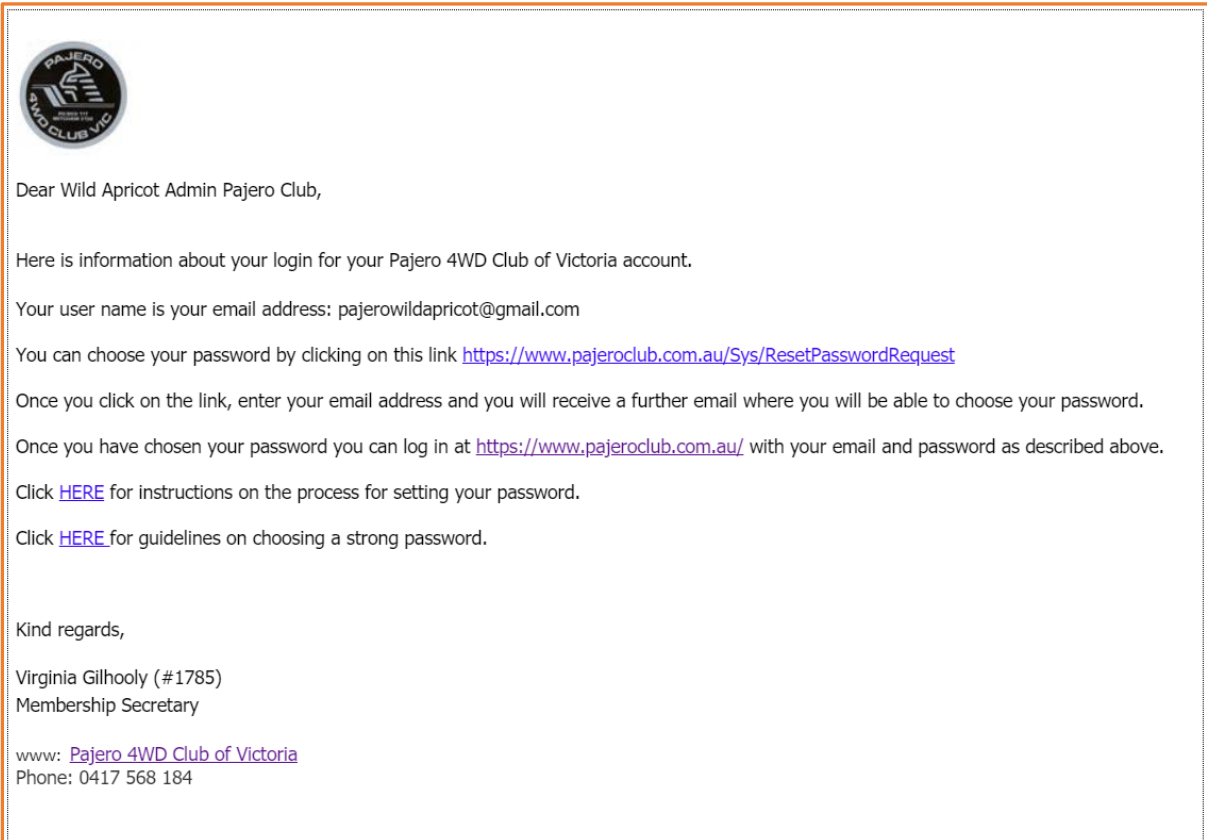 PAJERO
4WD CLUB VIC
Dear Wild Apricot Admin Pajero Club,
Here is information about your login for your Pajero 4WD Club of Victoria account.
Your user name is your email address: pajerowildapricot@gmail.com
You can choose your password by clicking on this link https://www.pajeroclub.com.au/Sys/ResetPasswordRequest
Once you click on the link, enter your email address and you will receive a further email where you will be able to choose your password.
Once you have chosen your password you can log in at https://www.pajeroclub.com.au/ with your email and password as described above.
Click HERE for instructions on the process for setting your password.
Click HERE for guidelines on choosing a strong password.
Kind regards,
Virginia Gilhooly (#1785)
Membership Secretary
www: Pajero 4WD Club of Victoria
Phone: 0417 568 184